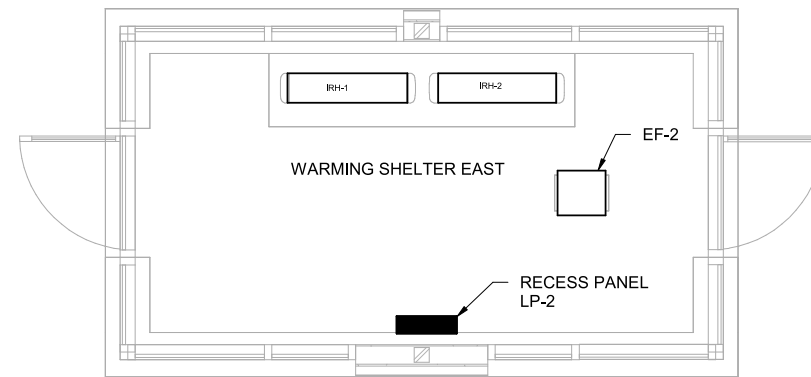 IRH-1
IRH-2
EF-2
WARMING SHELTER EAST
RECESS PANEL
LP-2